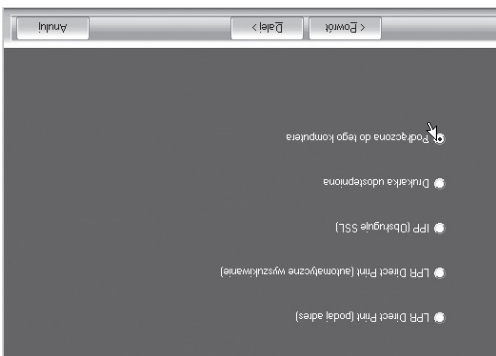 LPR Direct Print (podaj adres)
LPR Direct Print (automatyczne wyszukiwanie)
IPP (Obsługuje SSL)
Drukarka udostępniona
Podłączona do tego komputera
< Powrót Dalej > Anuluj